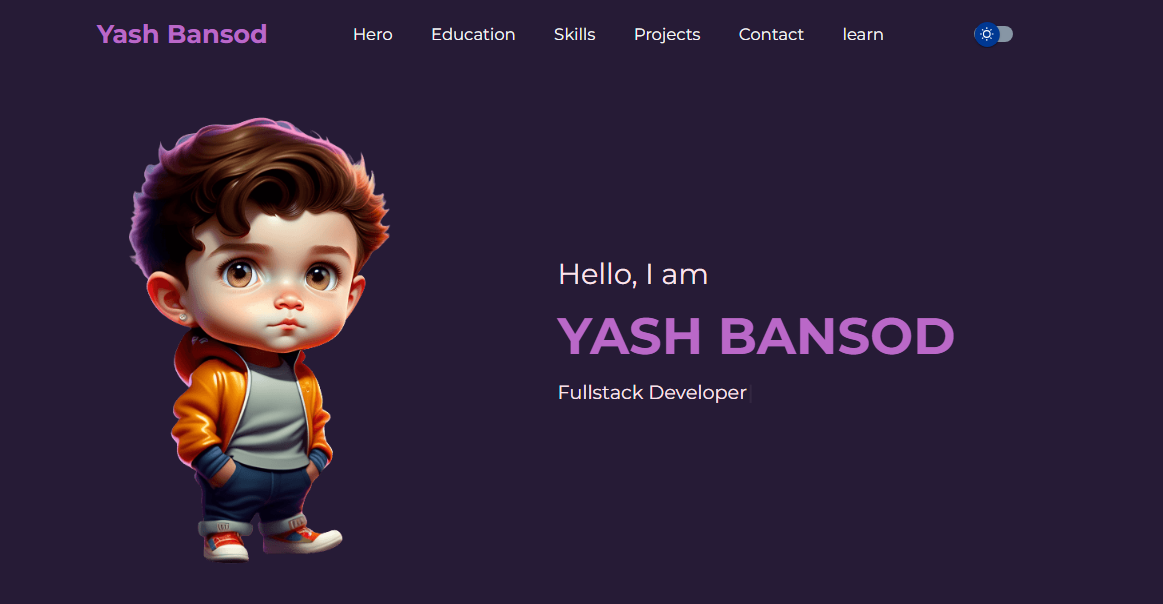 Yash Bansod
Hero Education Skills Projects Contact learn
Hello, I am
YASH BANSOD
Fullstack Developer